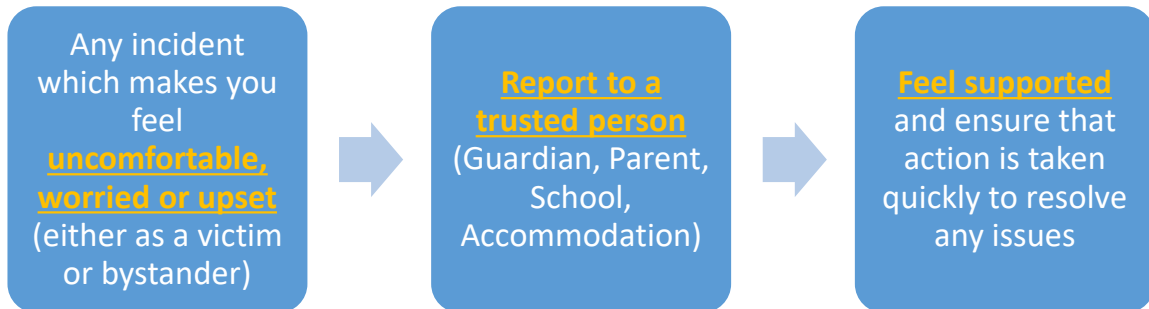 Any incident
which makes you
feel
uncomfortable,
worried or upset
(either as a victim
or bystander)
Report to a
trusted person
(Guardian, Parent,
School,
Accommodation)
Feel supported
and ensure that
action is taken
quickly to resolve
any issues